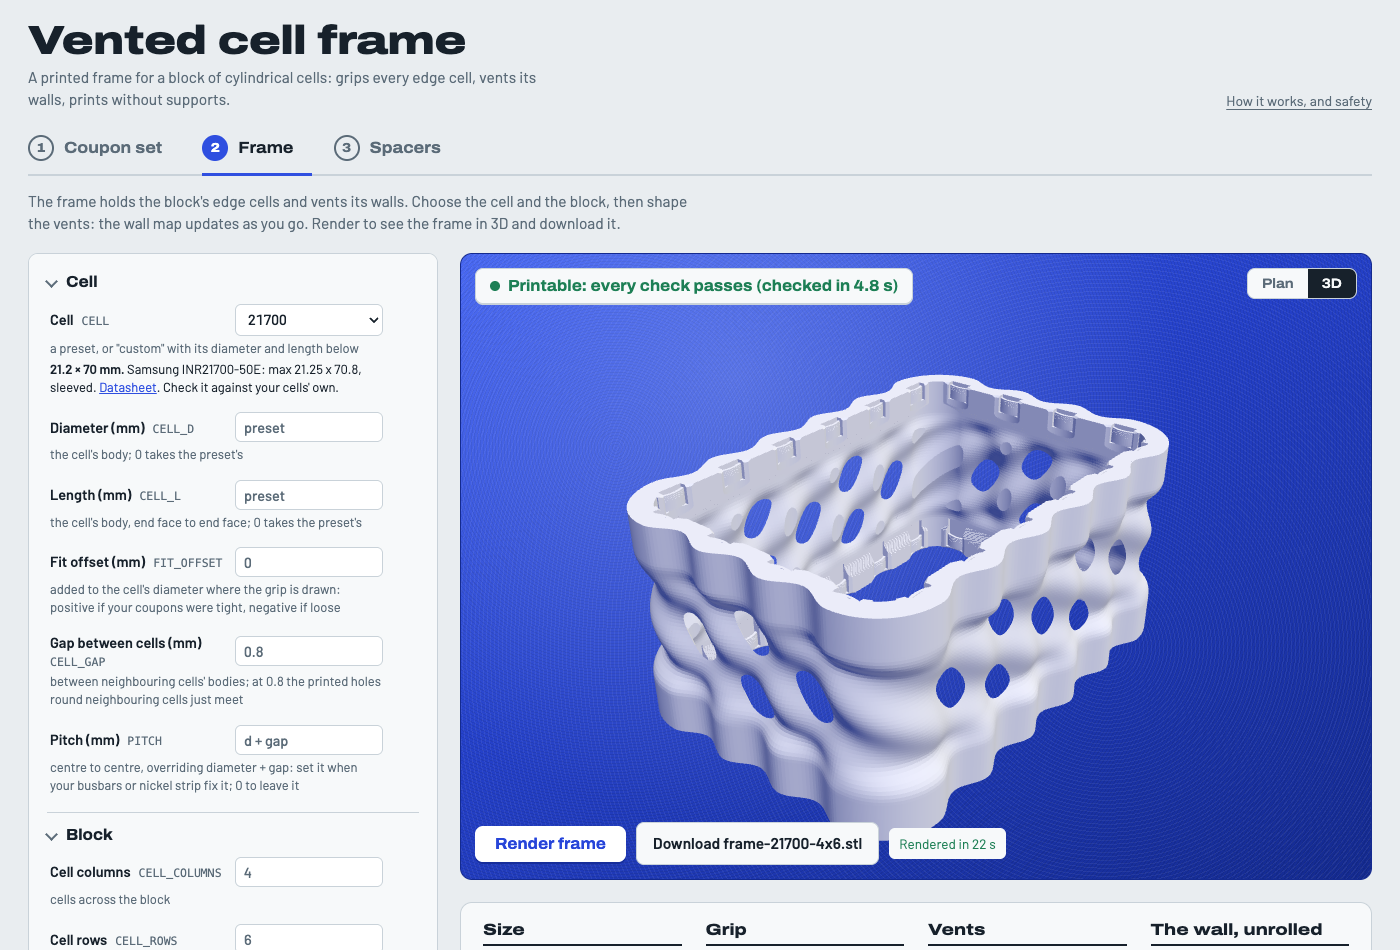 Vented cell frame
A printed frame for a block of cylindrical cells: grips every edge cell, vents its
walls, prints without supports.
How it works, and safety
1 Coupon set
2 Frame
3 Spacers
The frame holds the block's edge cells and vents its walls. Choose the cell and the block, then shape
the vents: the wall map updates as you go. Render to see the frame in 3D and download it.
Cell
Cell CELL
21700
a preset, or "custom" with its diameter and length below
21.2 × 70 mm. Samsung INR21700-50E: max 21.25 x 70.8,
sleeved. Datasheet. Check it against your cells' own.
Diameter (mm) CELL_D
preset
the cell's body; 0 takes the preset's
Length (mm) CELL_L
preset
the cell's body, end face to end face; 0 takes the preset's
Fit offset (mm) FIT_OFFSET
0
added to the cell's diameter where the grip is drawn:
positive if your coupons were tight, negative if loose
Gap between cells (mm)
CELL_GAP
0.8
between neighbouring cells' bodies; at 0.8 the printed holes
round neighbouring cells just meet
Pitch (mm) PITCH
d + gap
centre to centre, overriding diameter + gap: set it when
your busbars or nickel strip fix it; 0 to leave it
Block
Cell columns CELL_COLUMNS
4
cells across the block
Cell rows CELL_ROWS
6
Printable: every check passes (checked in 4.8 s)
Plan
3D
Render frame
Download frame-21700-4x6.stl
Rendered in 22 s
Size
Grip
Vents
The wall, unrolled